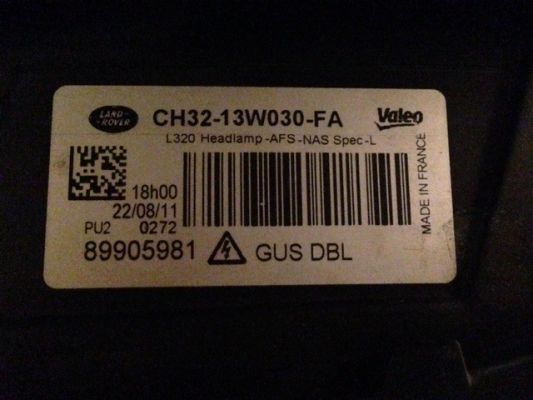 LAND-
ROVER
CH32-13W030-FA
Valeo
L320 Headlamp-AFS-NAS Spec-L
18h00
22/08/11
PU2 0272
89905981 GUS DBL
MADE IN FRANCE